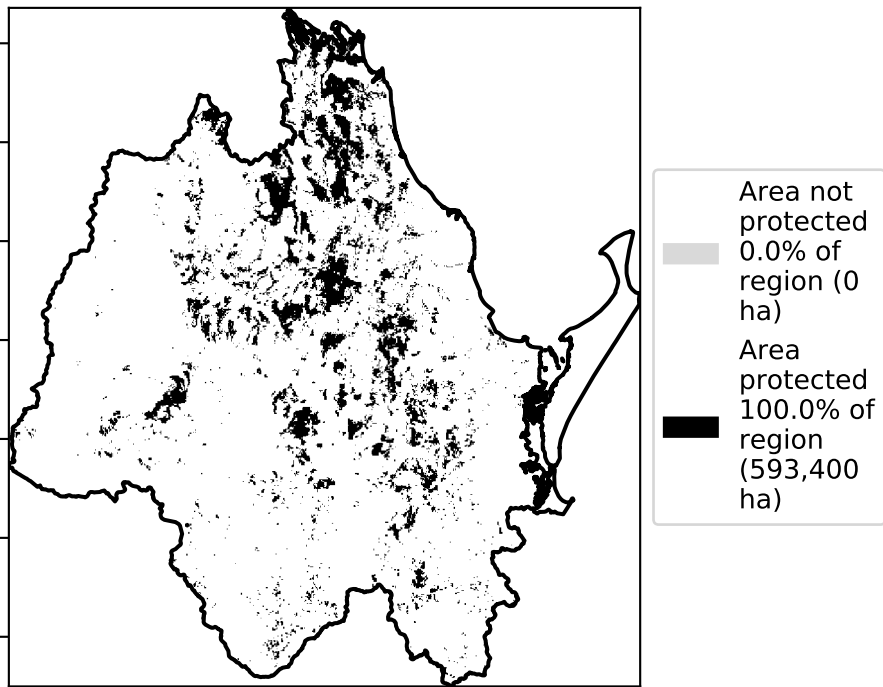 Area not
protected
0.0% of
region (0
ha)
Area
protected
100.0% of
region
(593,400
ha)